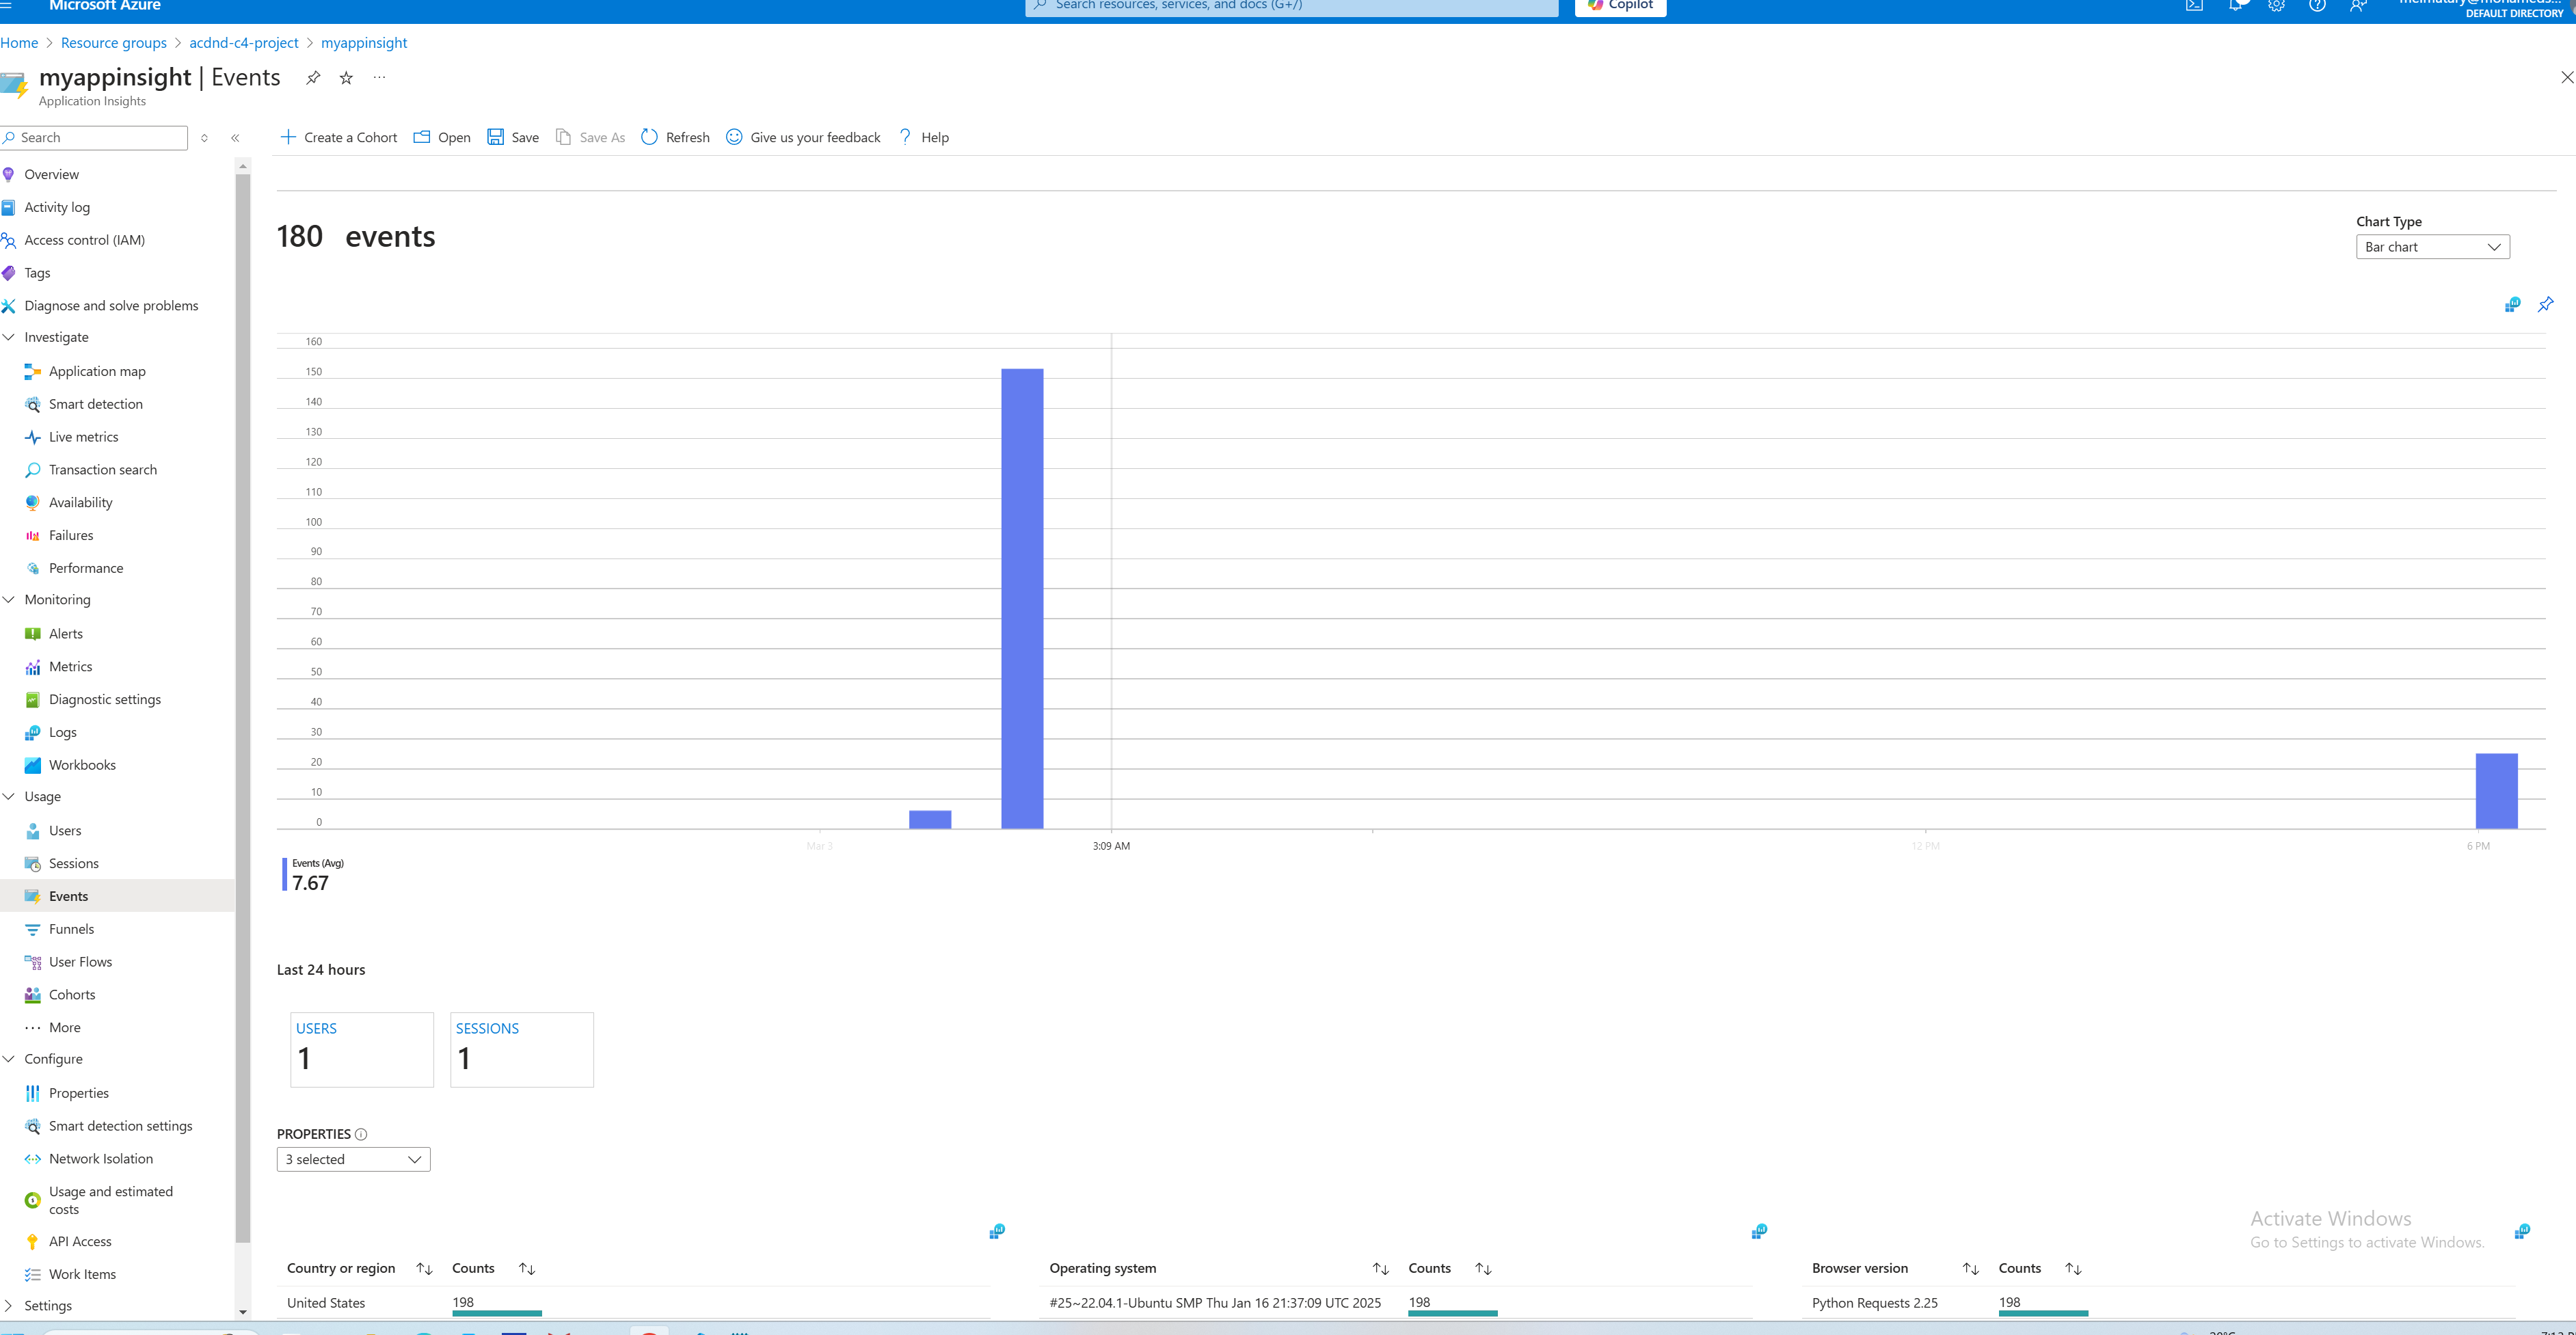 Microsoft Azure
Search resources, services, and docs (G+/)
Copilot
DEFAULT DIRECTORY
Home > Resource groups > acdnd-c4-project > myappinsight
myappinsight | Events
Application Insights
Search
Create a Cohort Open Save Save As Refresh Give us your feedback Help
Overview
Activity log
Access control (IAM)
Tags
Diagnose and solve problems
Investigate
Application map
Smart detection
Live metrics
Transaction search
Availability
Failures
Performance
Monitoring
Alerts
Metrics
Diagnostic settings
Logs
Workbooks
Usage
Users
Sessions
Events
Funnels
User Flows
Cohorts
More
Configure
Properties
Smart detection settings
Network Isolation
Usage and estimated
costs
API Access
Work Items
Settings
180 events
Chart Type
Bar chart
160
150
140
130
120
110
100
90
80
70
60
50
40
30
20
10
0
Mar 3 3:09 AM 12 PM 6 PM
Events (Avg)
7.67
Last 24 hours
USERS
1
SESSIONS
1
PROPERTIES
3 selected
Activate Windows
Go to Settings to activate Windows.
Country or region Counts
United States 198
Operating system Counts
#25~22.04.1-Ubuntu SMP Thu Jan 16 21:37:09 UTC 2025 198
Browser version Counts
Python Requests 2.25 198